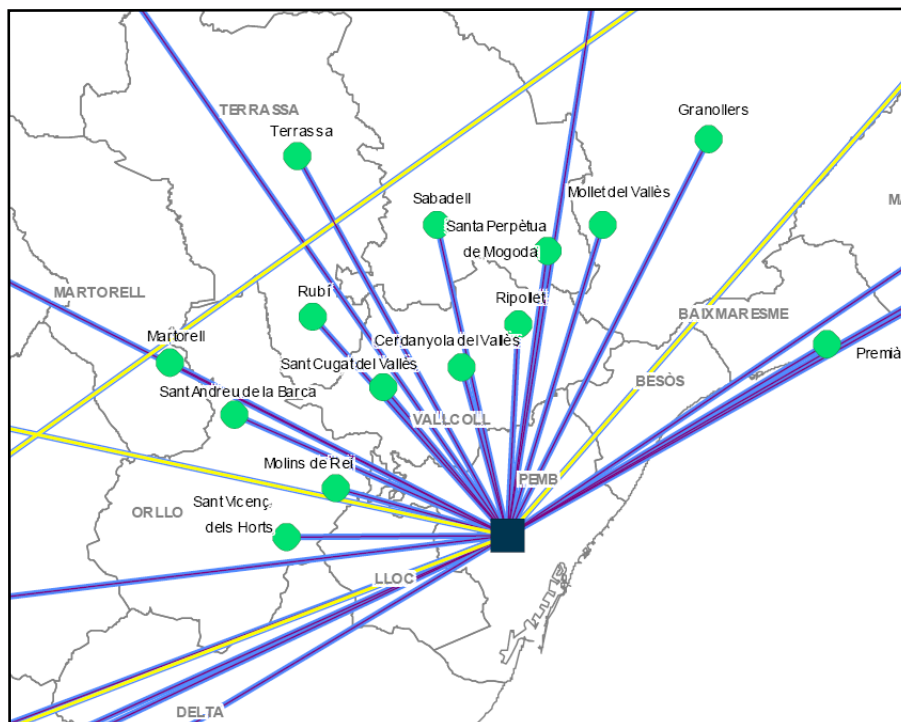 TERRASSA
Terrassa
Granollers
Sabadell
Mollet del Vallès
Santa Perpètua
de Mogoda
MA
MARTORELL
Rubí
Ripollet
BAIXMARESME
Martorell
Cerdanyola del Vallès
Premià
Sant Cugat del Vallès
BESÒS
Sant Andreu de la Barca
VALLCOLL
Molins de Rei
PEMB
Sant Vicenç
dels Horts
ORLLO
LLOC
DELTA